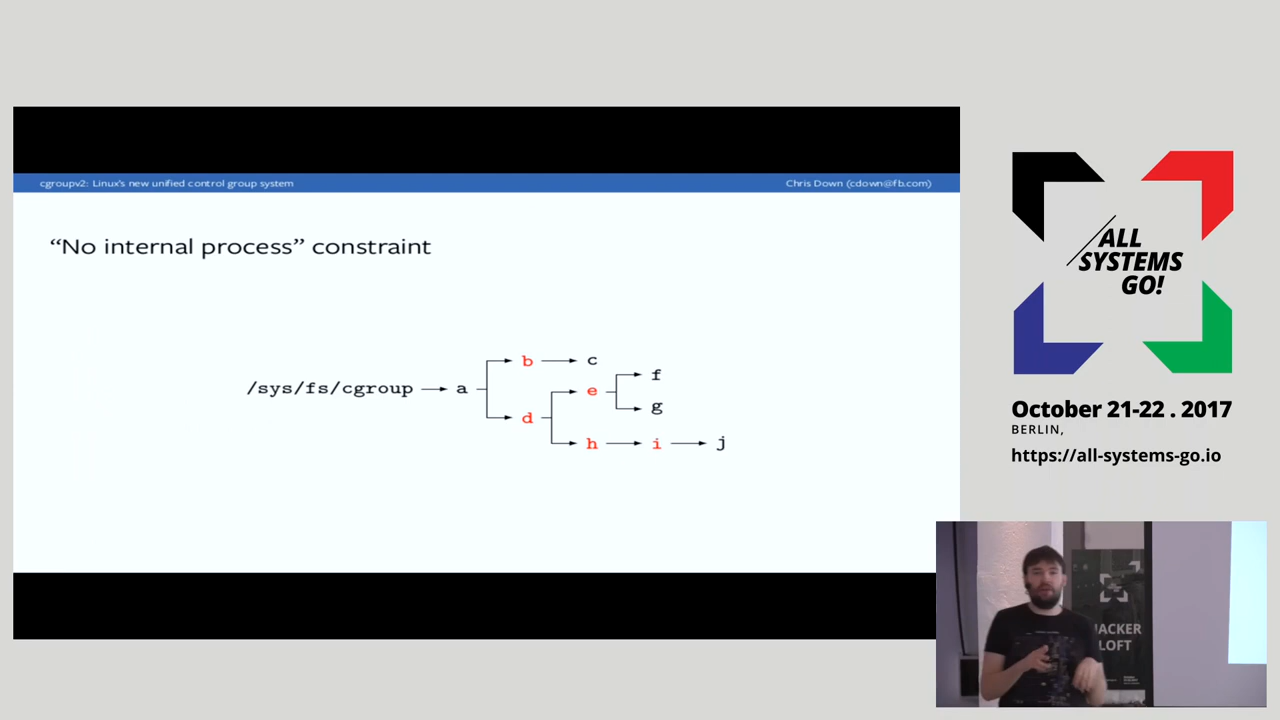 cgroupv2: Linux's new unified control group system
Chris Down (cdown@fb.com)
“No internal process” constraint
/sys/fs/cgroup
a
b
c
d
e
f
g
h
i
j
ALL
SYSTEMS
GO!
October 21-22 . 2017
BERLIN,
https://all-systems-go.io
HACKER
LOFT